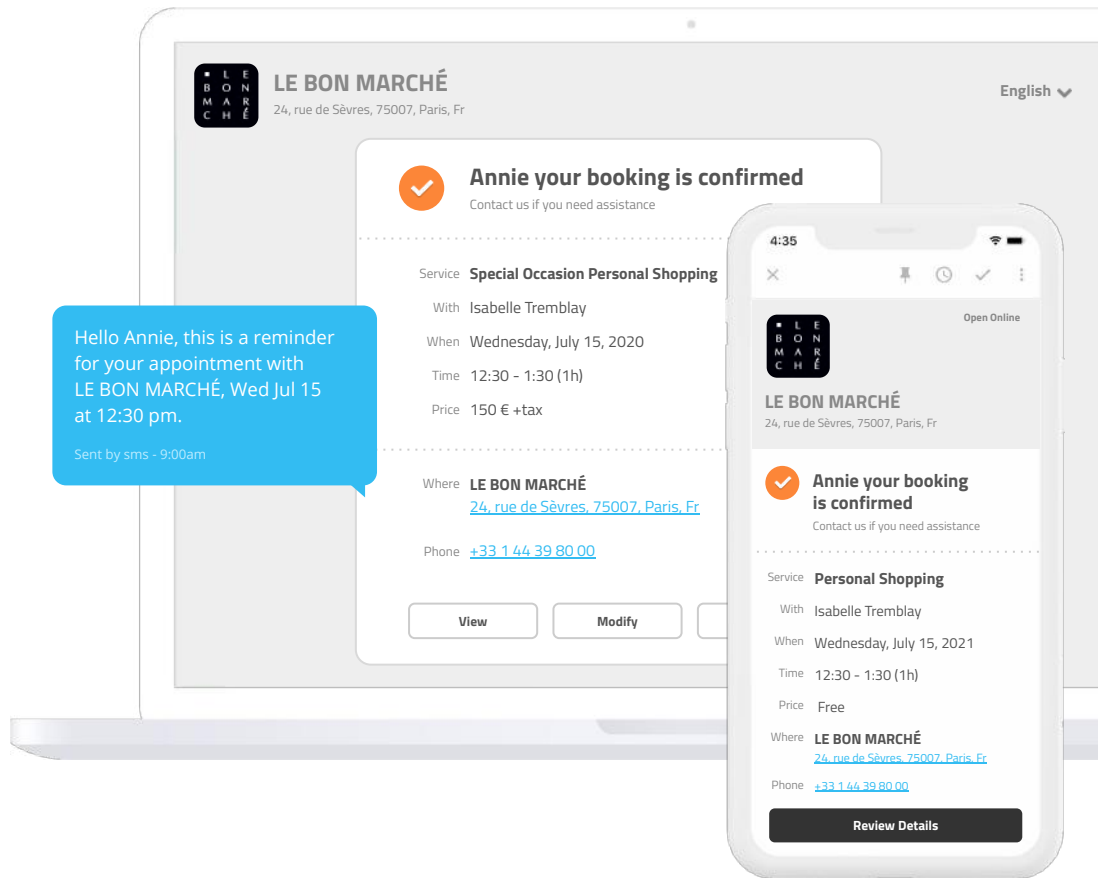 ▪ L E
B O N
M A R
C H É
LE BON MARCHÉ
24, rue de Sèvres, 75007, Paris, Fr
English
Annie your booking is confirmed
Contact us if you need assistance
Service Special Occasion Personal Shopping
With Isabelle Tremblay
When Wednesday, July 15, 2020
Time 12:30 - 1:30 (1h)
Price 150 € +tax
Where LE BON MARCHÉ
24, rue de Sèvres, 75007, Paris, Fr
Phone +33 1 44 39 80 00
View
Modify
Hello Annie, this is a reminder
for your appointment with
LE BON MARCHÉ, Wed Jul 15
at 12:30 pm.
Sent by sms - 9:00am
4:35
Open Online
▪ L E
B O N
M A R
C H É
LE BON MARCHÉ
24, rue de Sèvres, 75007, Paris, Fr
Annie your booking
is confirmed
Contact us if you need assistance
Service Personal Shopping
With Isabelle Tremblay
When Wednesday, July 15, 2021
Time 12:30 - 1:30 (1h)
Price Free
Where LE BON MARCHÉ
24, rue de Sèvres, 75007, Paris, Fr
Phone +33 1 44 39 80 00
Review Details